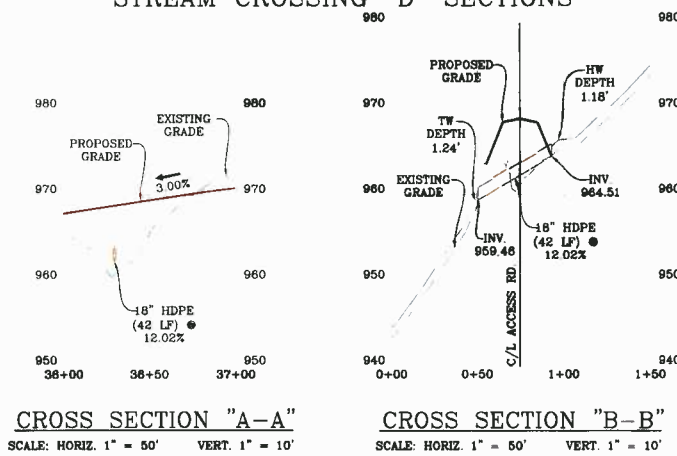 STREAM CROSSING "D" SECTIONS
980
980
970
970
960
960
950
950
36+00
36+50
37+00
EXISTING
GRADE
PROPOSED
GRADE
3.00%
18" HDPE
(42 LF) @
12.02%
CROSS SECTION "A-A"
SCALE: HORIZ. 1" = 50' VERT. 1" = 10'
980
980
970
970
960
960
950
950
940
940
0+00
0+50
1+00
1+50
PROPOSED
GRADE
HW
DEPTH
1.18'
TW
DEPTH
1.24'
EXISTING
GRADE
INV.
964.51
INV.
959.46
18" HDPE
(42 LF) @
12.02%
C/L ACCESS RD.
CROSS SECTION "B-B"
SCALE: HORIZ. 1" = 50' VERT. 1" = 10'